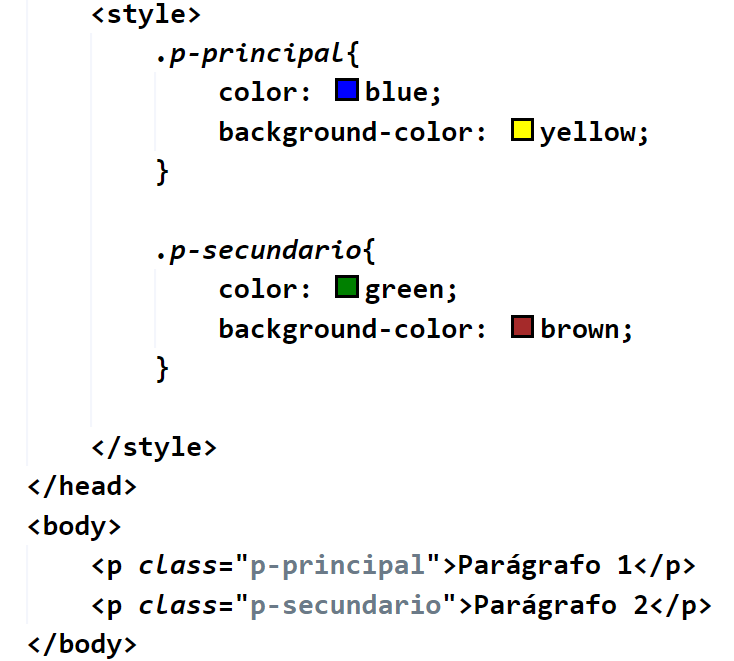 <style>
.p-principal{
color: blue;
background-color: yellow;
}
.p-secundario{
color: green;
background-color: brown;
}
</style>
</head>
<body>
<p class="p-principal">Parágrafo 1</p>
<p class="p-secundario">Parágrafo 2</p>
</body>